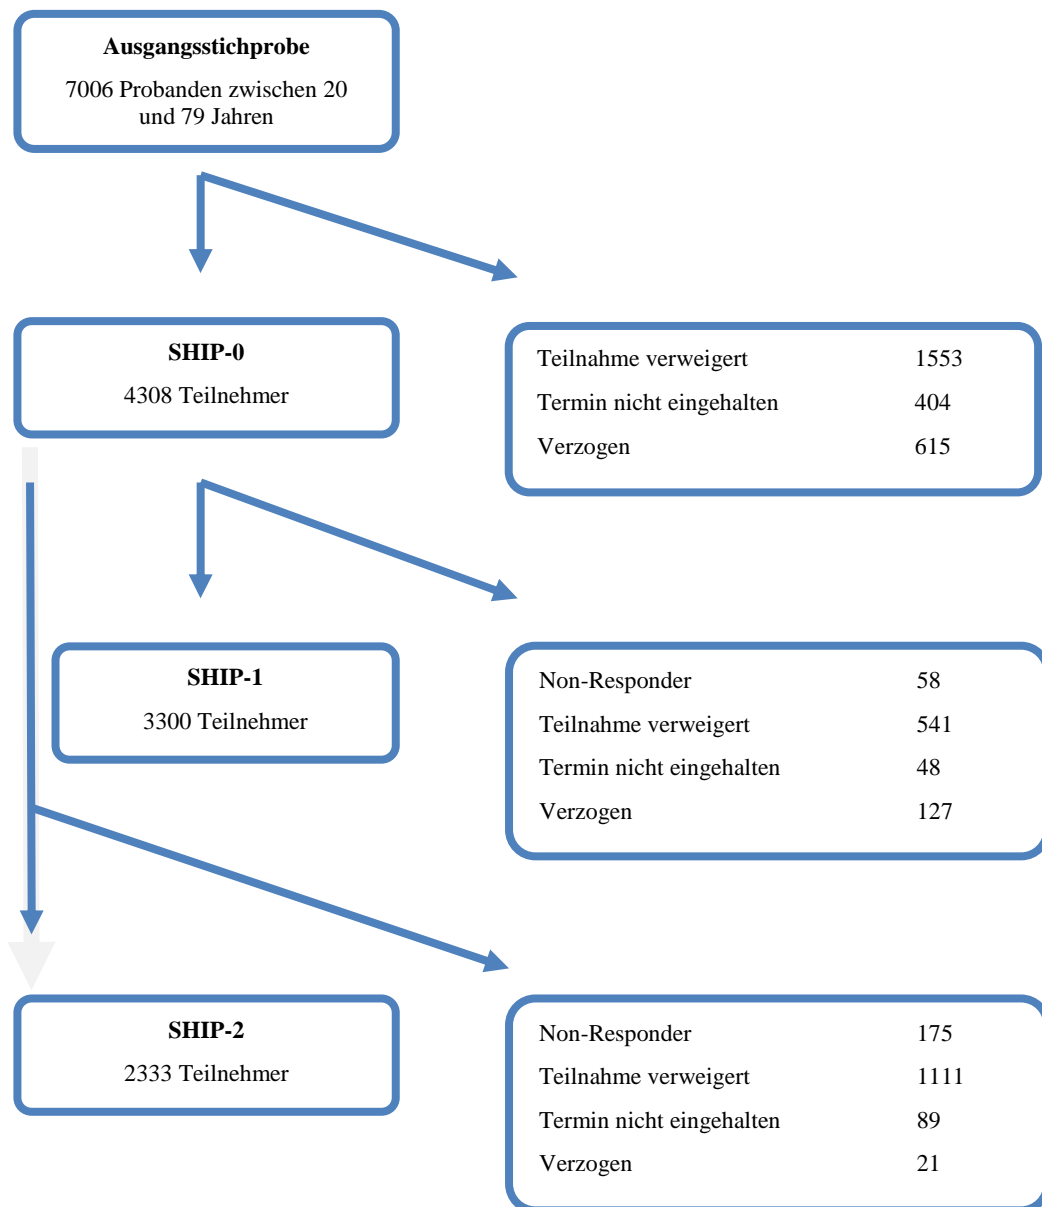 Ausgangsstichprobe
7006 Probanden zwischen 20
und 79 Jahren
SHIP-0
4308 Teilnehmer
Teilnahme verweigert 1553
Termin nicht eingehalten 404
Verzogen 615
SHIP-1
3300 Teilnehmer
Non-Responder 58
Teilnahme verweigert 541
Termin nicht eingehalten 48
Verzogen 127
SHIP-2
2333 Teilnehmer
Non-Responder 175
Teilnahme verweigert 1111
Termin nicht eingehalten 89
Verzogen 21